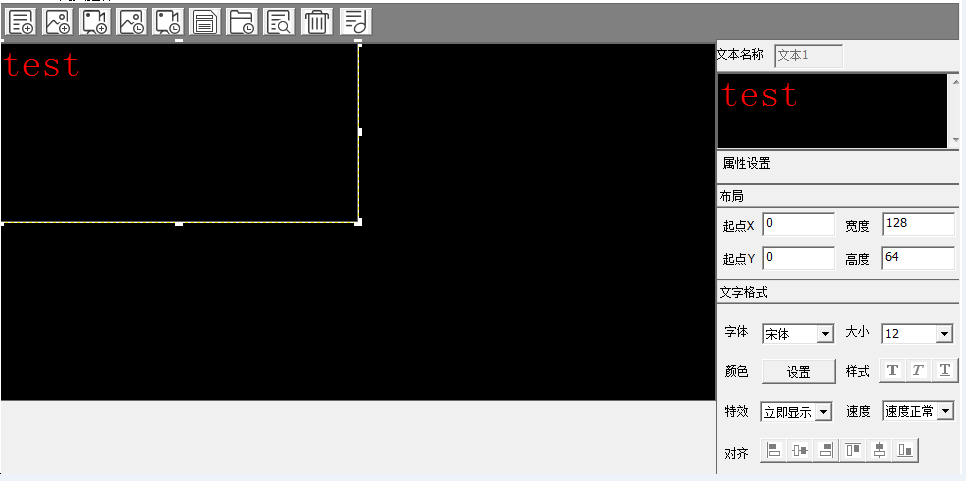 test
文本名称 文本1
test
属性设置
布局
起点X 0 宽度 128
起点Y 0 高度 64
文字格式
字体 宋体 大小 12
颜色 设置 样式 T T T
特效 立即显示 速度 速度正常
对齐